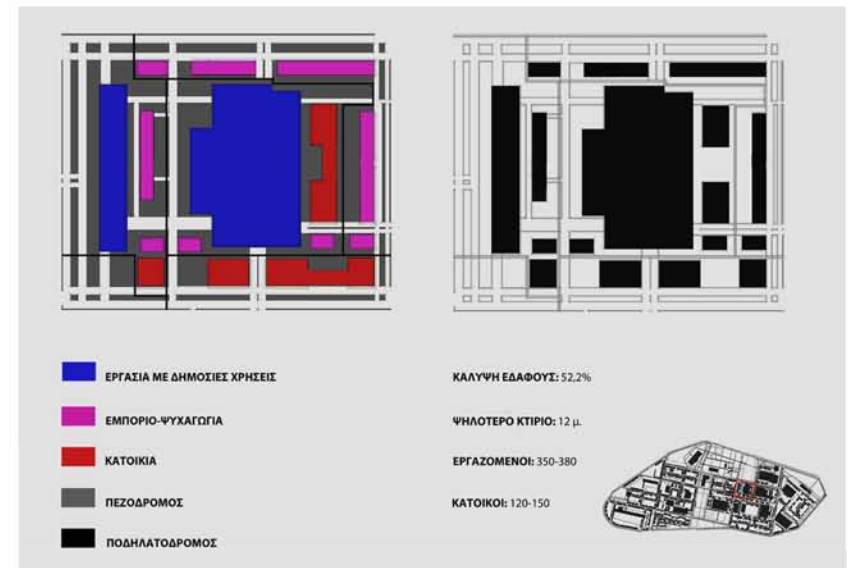 ΕΡΓΑΣΙΑ ΜΕ ΔΗΜΟΣΙΕΣ ΧΡΗΣΕΙΣ
ΕΜΠΟΡΙΟ-ΨΥΧΑΓΩΓΙΑ
ΚΑΤΟΙΚΙΑ
ΠΕΖΟΔΡΟΜΟΣ
ΠΟΔΗΛΑΤΟΔΡΟΜΟΣ
ΚΑΛΥΨΗ ΕΔΑΦΟΥΣ: 52,2%
ΨΗΛΟΤΕΡΟ ΚΤΙΡΙΟ: 12 μ.
ΕΡΓΑΖΟΜΕΝΟΙ: 350-380
ΚΑΤΟΙΚΟΙ: 120-150